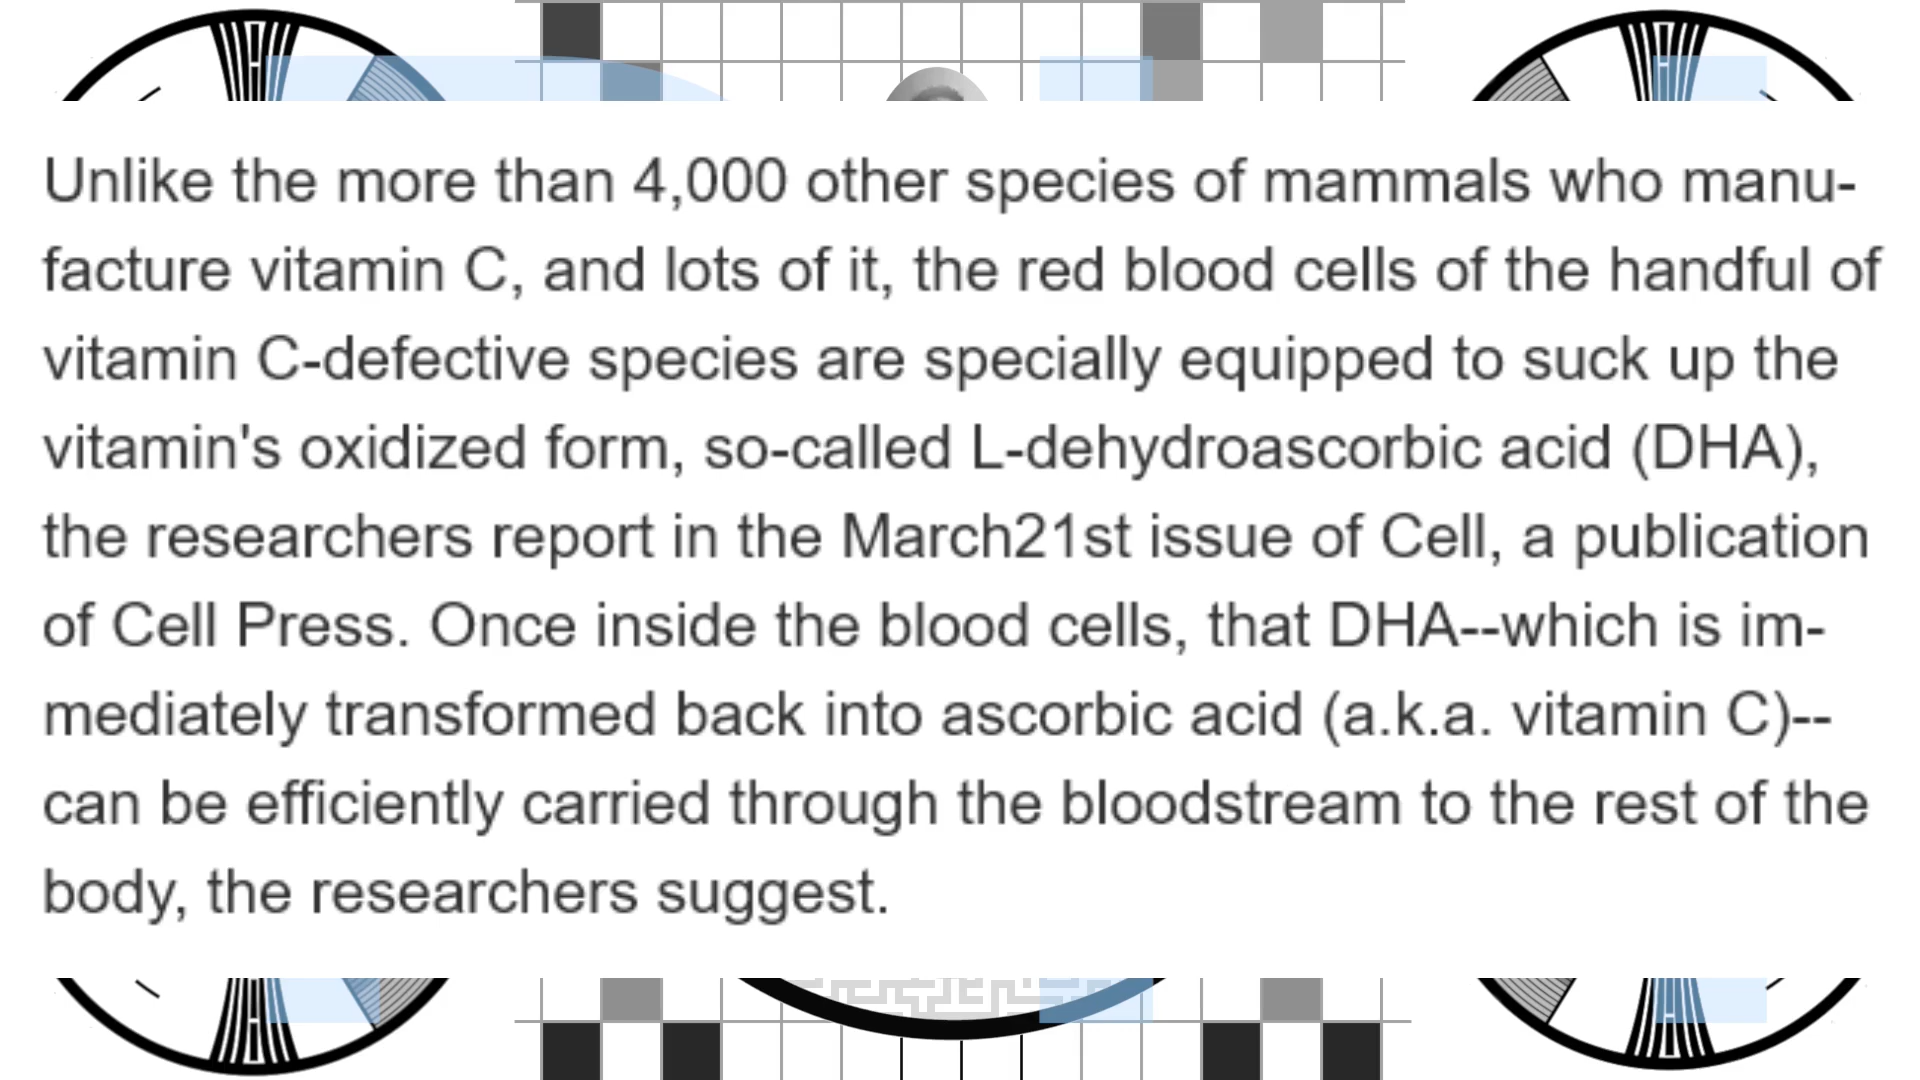 Unlike the more than 4,000 other species of mammals who manu-
facture vitamin C, and lots of it, the red blood cells of the handful of
vitamin C-defective species are specially equipped to suck up the
vitamin's oxidized form, so-called L-dehydroascorbic acid (DHA),
the researchers report in the March21st issue of Cell, a publication
of Cell Press. Once inside the blood cells, that DHA--which is im-
mediately transformed back into ascorbic acid (a.k.a. vitamin C)--
can be efficiently carried through the bloodstream to the rest of the
body, the researchers suggest.